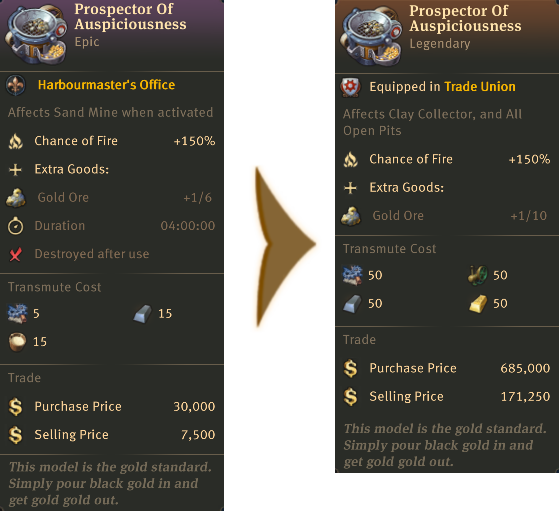 Prospector Of
Auspiciousness
Epic
Harbourmaster's Office
Affects Sand Mine when activated
Chance of Fire +150%
Extra Goods:
Gold Ore +1/6
Duration 04:00:00
Destroyed after use
Transmute Cost
5 15
15
Trade
Purchase Price 30,000
Selling Price 7,500
This model is the gold standard.
Simply pour black gold in and
get gold gold out.
Prospector Of
Auspiciousness
Legendary
Equipped in Trade Union
Affects Clay Collector, and All
Open Pits
Chance of Fire +150%
Extra Goods:
Gold Ore +1/10
Transmute Cost
50 50
50 50
Trade
Purchase Price 685,000
Selling Price 171,250
This model is the gold standard.
Simply pour black gold in and
get gold gold out.